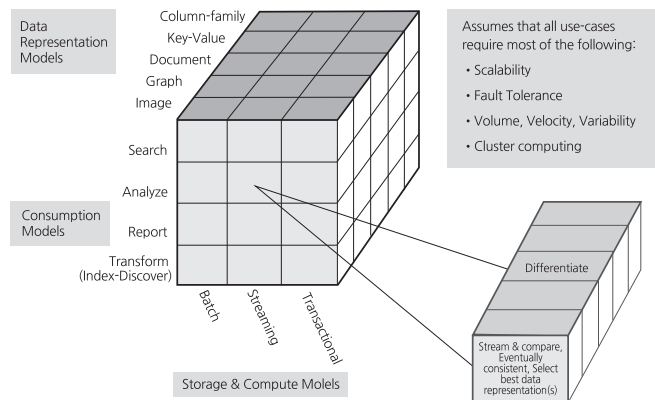 Data
Representation
Models
Column-family
Key-Value
Document
Graph
Image
Assumes that all use-cases
require most of the following:
• Scalability
• Fault Tolerance
• Volume, Velocity, Variability
• Cluster computing
Search
Analyze
Report
Transform
(Index-Discover)
Consumption
Models
Batch
Streaming
Transactional
Storage & Compute Molels
Differentiate
Stream & compare,
Eventually
consistent, Select
best data
representation(s)